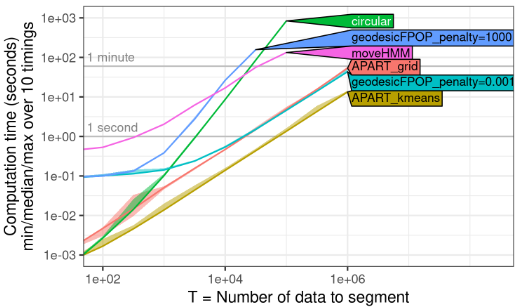 Computation time (seconds)
min/median/max over 10 timings
1e+03
1e+02
1e+01
1e+00
1e-01
1e-02
1e-03
1 minute
1 second
circular
geodesicFPOP_penalty=1000
moveHMM
APART_grid
geodesicFPOP_penalty=0.001
APART_kmeans
1e+02
1e+04
1e+06
T = Number of data to segment